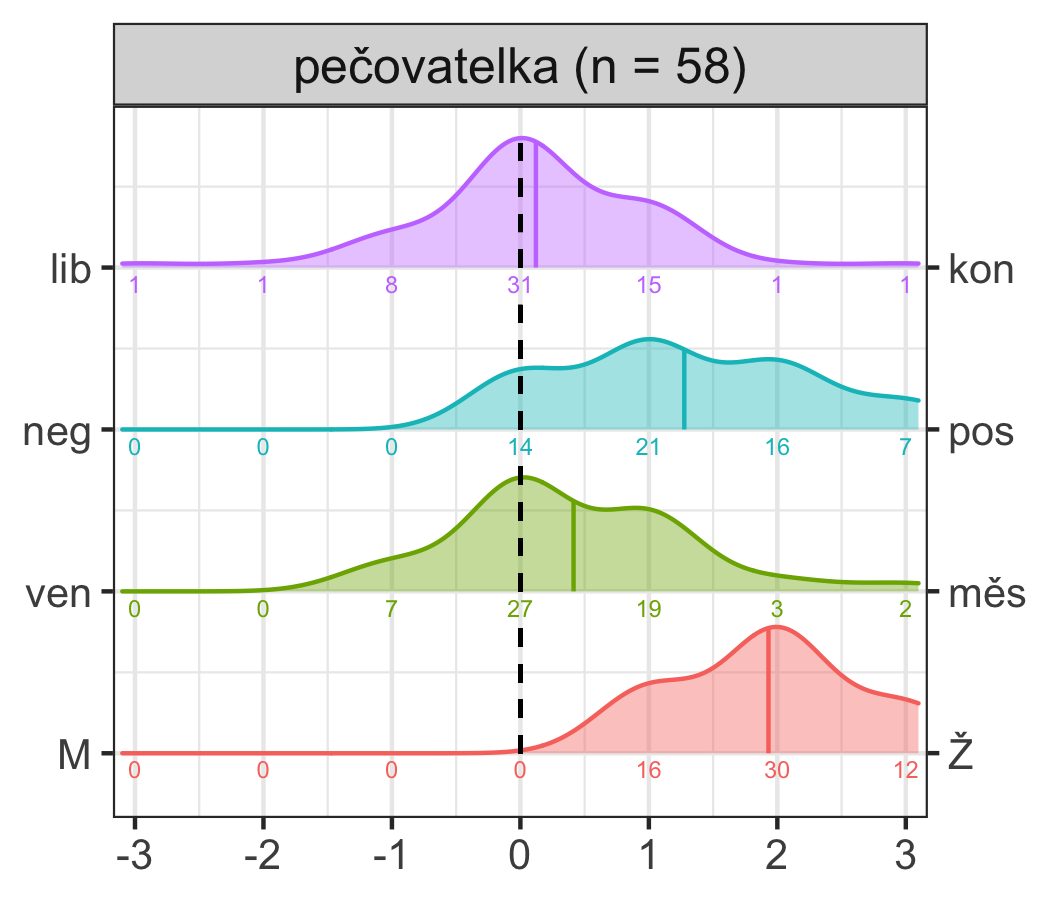 pečovatelka (n = 58)
lib kon
1 1 8 31 15 1 1
neg pos
0 0 0 14 21 16 7
ven měs
0 0 7 27 19 3 2
M Ž
0 0 0 0 16 30 12
-3 -2 -1 0 1 2 3